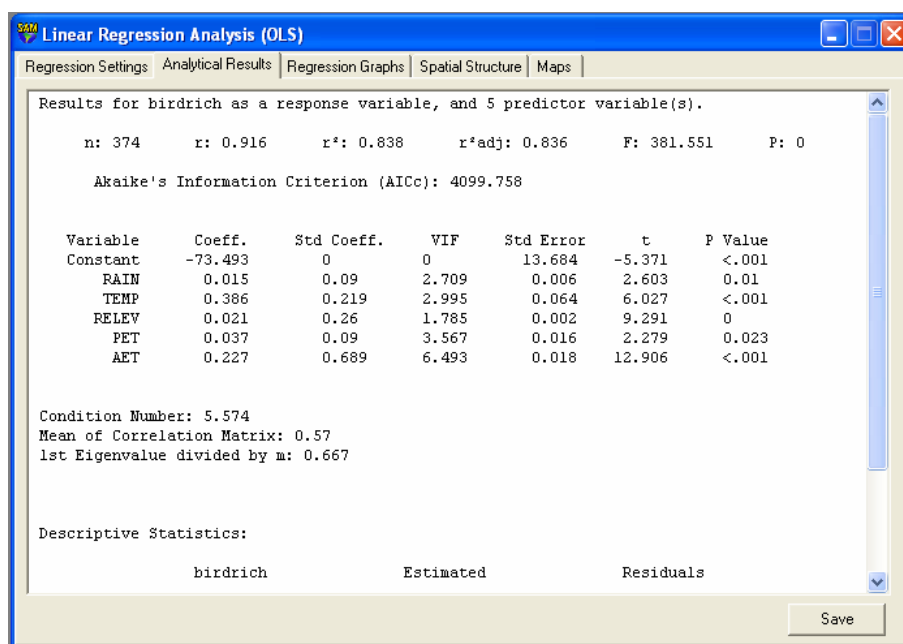 SAM Linear Regression Analysis (OLS)
Regression Settings Analytical Results Regression Graphs Spatial Structure Maps
Results for birdrich as a response variable, and 5 predictor variable(s).
n: 374 r: 0.916 r²: 0.838 r²adj: 0.836 F: 381.551 P: 0
Akaike's Information Criterion (AICc): 4099.758
Variable Coeff. Std Coeff. VIF Std Error t P Value
Constant -73.493 0 0 13.684 -5.371 <.001
RAIN 0.015 0.09 2.709 0.006 2.603 0.01
TEMP 0.386 0.219 2.995 0.064 6.027 <.001
RELEV 0.021 0.26 1.785 0.002 9.291 0
PET 0.037 0.09 3.567 0.016 2.279 0.023
AET 0.227 0.689 6.493 0.018 12.906 <.001
Condition Number: 5.574
Mean of Correlation Matrix: 0.57
1st Eigenvalue divided by m: 0.667
Descriptive Statistics:
birdrich Estimated Residuals
Save